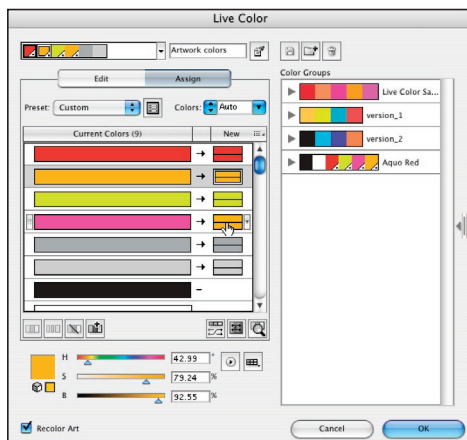 Live Color
Artwork colors
Edit
Assign
Color Groups
Preset: Custom
Colors: Auto
Current Colors (9)
New
Live Color Sa...
version_1
version_2
Aquo Red
H 42.99 °
S 79.24 %
B 92.55 %
Recolor Art
Cancel
OK